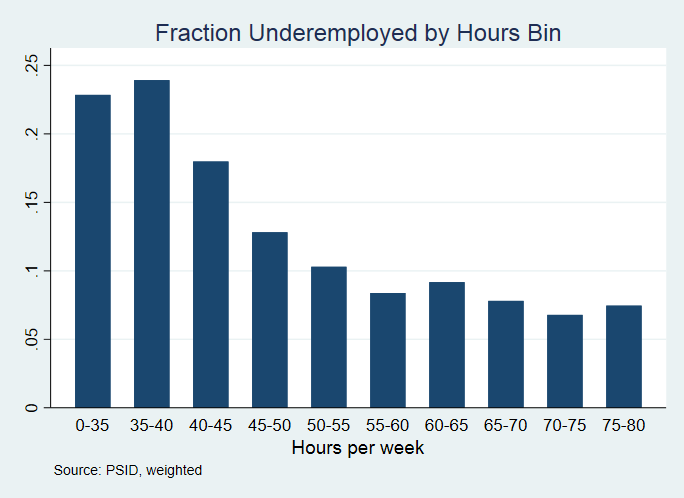 Fraction Underemployed by Hours Bin
.25
.2
.15
.1
.05
0
0-35 35-40 40-45 45-50 50-55 55-60 60-65 65-70 70-75 75-80
Hours per week
Source: PSID, weighted